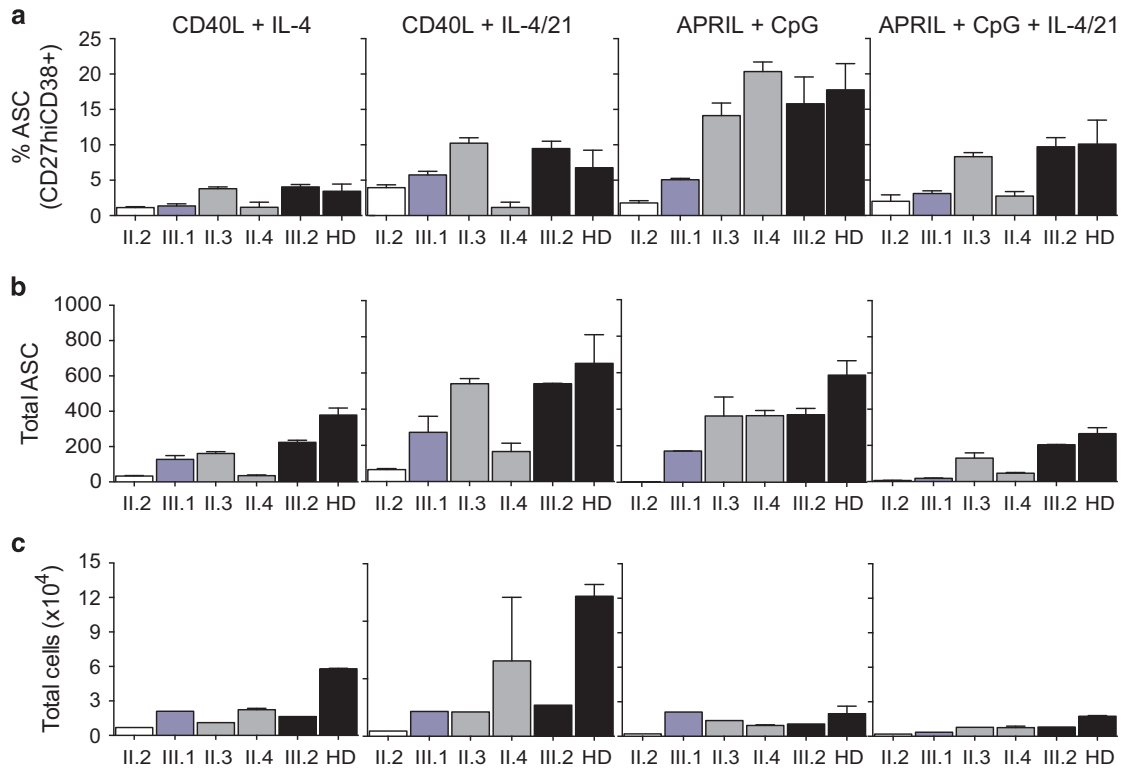 a
CD40L + IL-4
CD40L + IL-4/21
APRIL + CpG
APRIL + CpG + IL-4/21
% ASC
(CD27hiCD38+)
25
20
15
10
5
0
II.2 III.1 II.3 II.4 III.2 HD
II.2 III.1 II.3 II.4 III.2 HD
II.2 III.1 II.3 II.4 III.2 HD
II.2 III.1 II.3 II.4 III.2 HD
b
Total ASC
1000
800
600
400
200
0
II.2 III.1 II.3 II.4 III.2 HD
II.2 III.1 II.3 II.4 III.2 HD
II.2 III.1 II.3 II.4 III.2 HD
II.2 III.1 II.3 II.4 III.2 HD
c
Total cells (x10⁴)
15
12
9
6
3
0
II.2 III.1 II.3 II.4 III.2 HD
II.2 III.1 II.3 II.4 III.2 HD
II.2 III.1 II.3 II.4 III.2 HD
II.2 III.1 II.3 II.4 III.2 HD